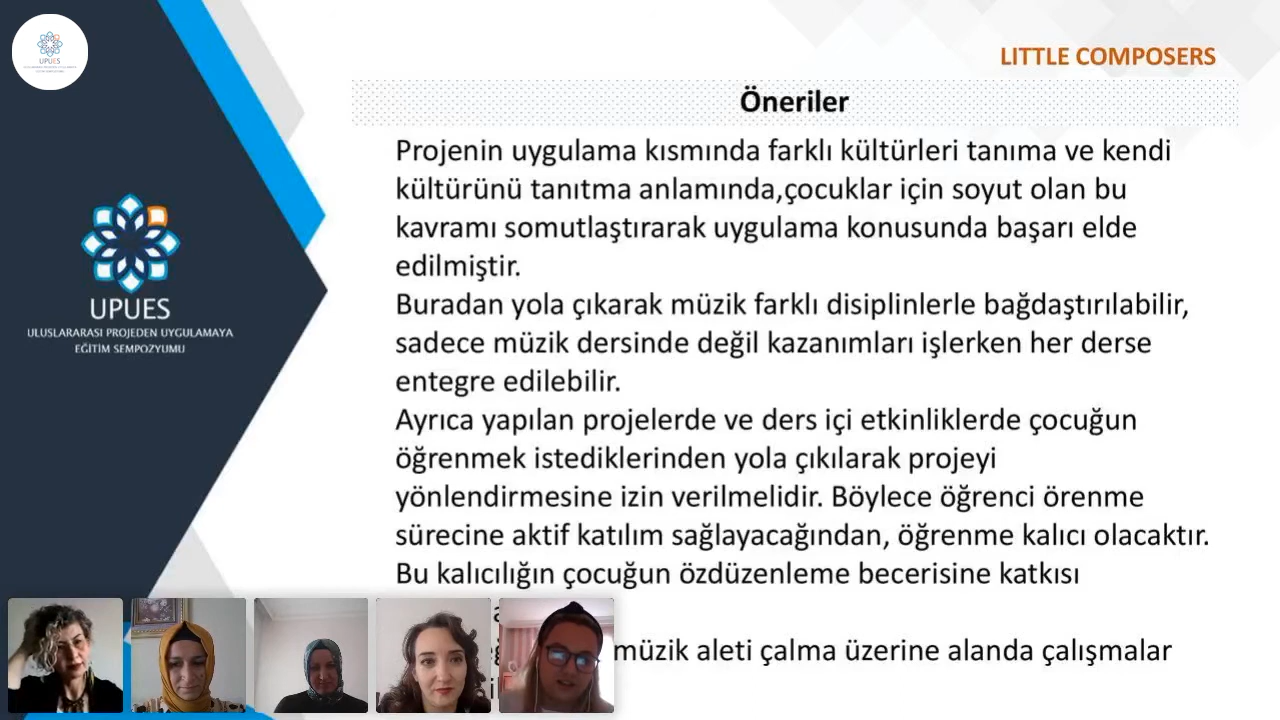 UPUES
LITTLE COMPOSERS
Öneriler
Projenin uygulama kısmında farklı kültürleri tanıma ve kendi
kültürünü tanıtma anlamında,çocuklar için soyut olan bu
kavramı somutlaştırarak uygulama konusunda başarı elde
edilmiştir.
Buradan yola çıkarak müzik farklı disiplinlerle bağdaştırılabilir,
sadece müzik dersinde değil kazanımları işlerken her derse
entegre edilebilir.
Ayrıca yapılan projelerde ve ders içi etkinliklerde çocuğun
öğrenmek istediklerinden yola çıkılarak projeyi
yönlendirmesine izin verilmelidir. Böylece öğrenci örenme
sürecine aktif katılım sağlayacağından, öğrenme kalıcı olacaktır.
Bu kalıcılığın çocuğun özdüzenleme becerisine katkısı
müzik aleti çalma üzerine alanda çalışmalar
UPUES
ULUSLARARASI PROJEDEN UYGULAMAYA
EĞİTİM SEMPOZYUMU